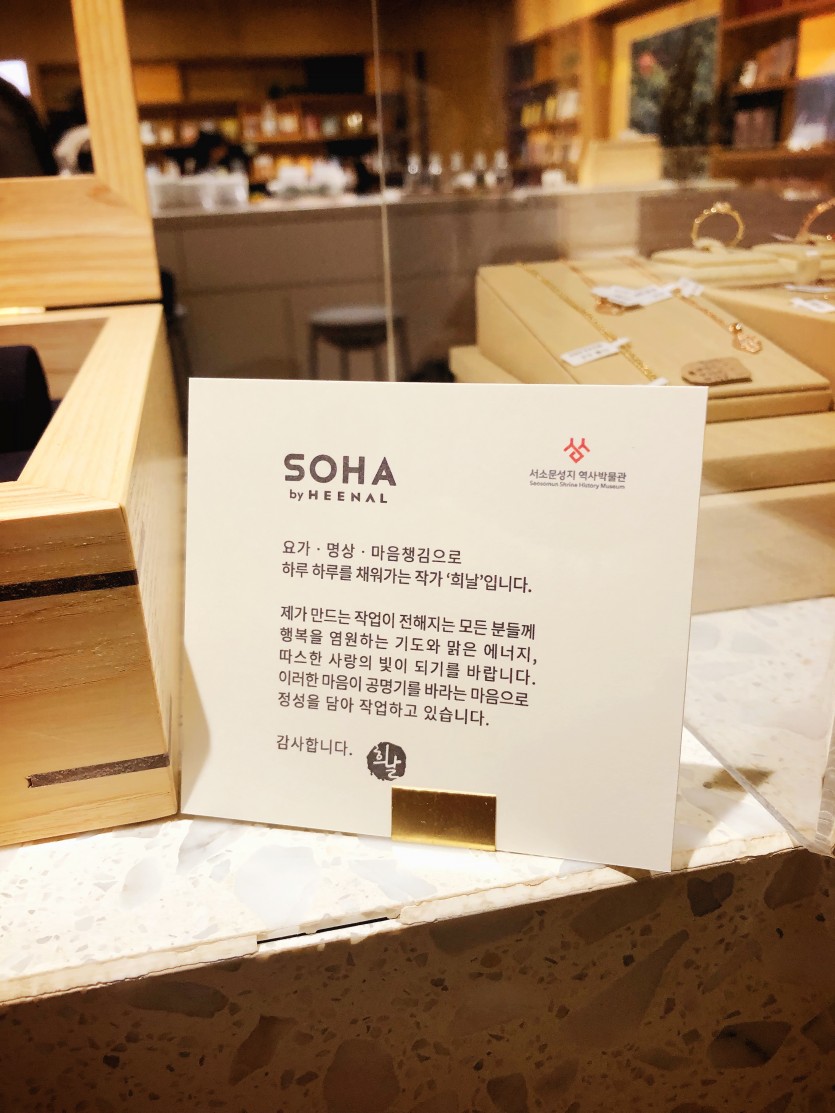 SOHA
by HEENAL
서소문성지 역사박물관
Seosomun Shrine History Museum
요가 · 명상 · 마음챙김으로
하루 하루를 채워가는 작가 ‘희날’입니다.
제가 만드는 작업이 전해지는 모든 분들께
행복을 염원하는 기도와 맑은 에너지,
따스한 사랑의 빛이 되기를 바랍니다.
이러한 마음이 공명기를 바라는 마음으로
정성을 담아 작업하고 있습니다.
감사합니다.
희날